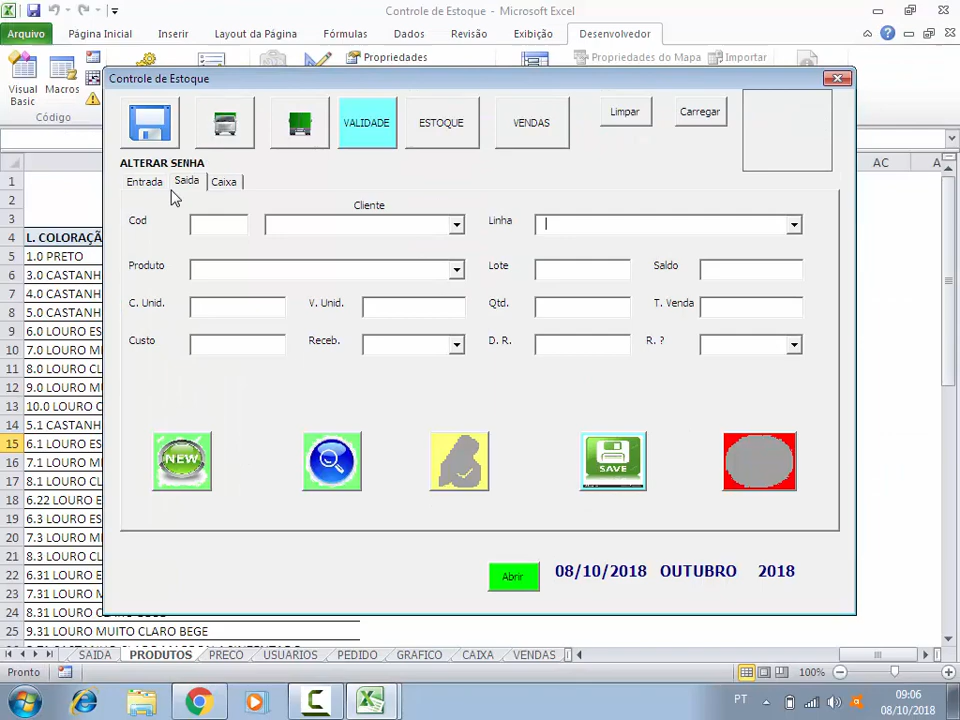 Controle de Estoque - Microsoft Excel
Arquivo Página Inicial Inserir Layout da Página Fórmulas Dados Revisão Exibição Desenvolvedor
Visual Basic
Macros
Código
Propriedades
Propriedades do Mapa
Importar
Controle de Estoque
VALIDADE
ESTOQUE
VENDAS
Limpar
Carregar
ALTERAR SENHA
Entrada Saida Caixa
Cliente
Cod
Linha
Produto
Lote
Saldo
C. Unid.
V. Unid.
Qtd.
T. Venda
Custo
Receb.
D. R.
R. ?
NEW
SAVE
Abrir
08/10/2018 OUTUBRO 2018
AC
1
2
3
4 L. COLORAÇÃ
5 1.0 PRETO
6 3.0 CASTANH
7 4.0 CASTANH
8 5.0 CASTANH
9 6.0 LOURO ES
10 7.0 LOURO M
11 8.0 LOURO CL
12 9.0 LOURO MU
13 10.0 LOURO C
14 5.1 CASTANH
15 6.1 LOURO ES
16 7.1 LOURO M
17 8.1 LOURO CL
18 6.22 LOURO E
19 6.3 LOURO ES
20 7.3 LOURO M
21 8.3 LOURO CL
22 6.31 LOURO E
23 7.31 LOURO M
24 8.31 LOURO CLARO BEGE
25 9.31 LOURO MUITO CLARO BEGE
SAIDA PRODUTOS PRECO USUÁRIOS PEDIDO GRAFICO CAIXA VENDAS
Pronto
100%
PT
09:06
08/10/2018